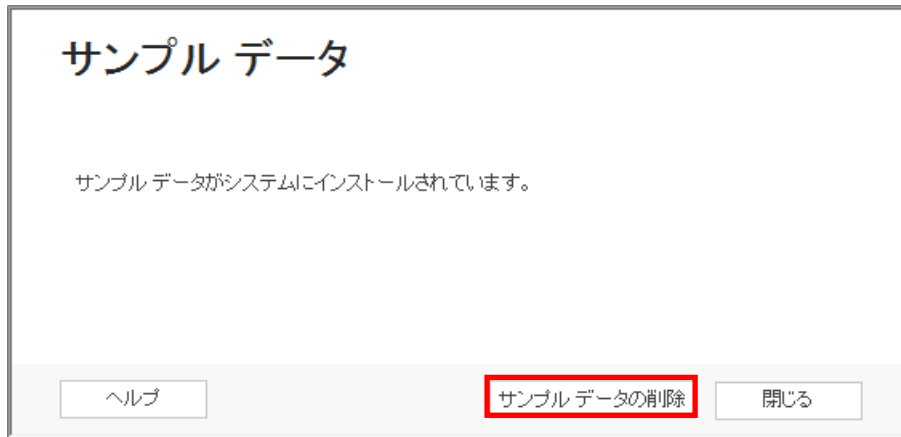 サンプル データ
サンプル データがシステムにインストールされています。
ヘルプ
サンプル データの削除
閉じる